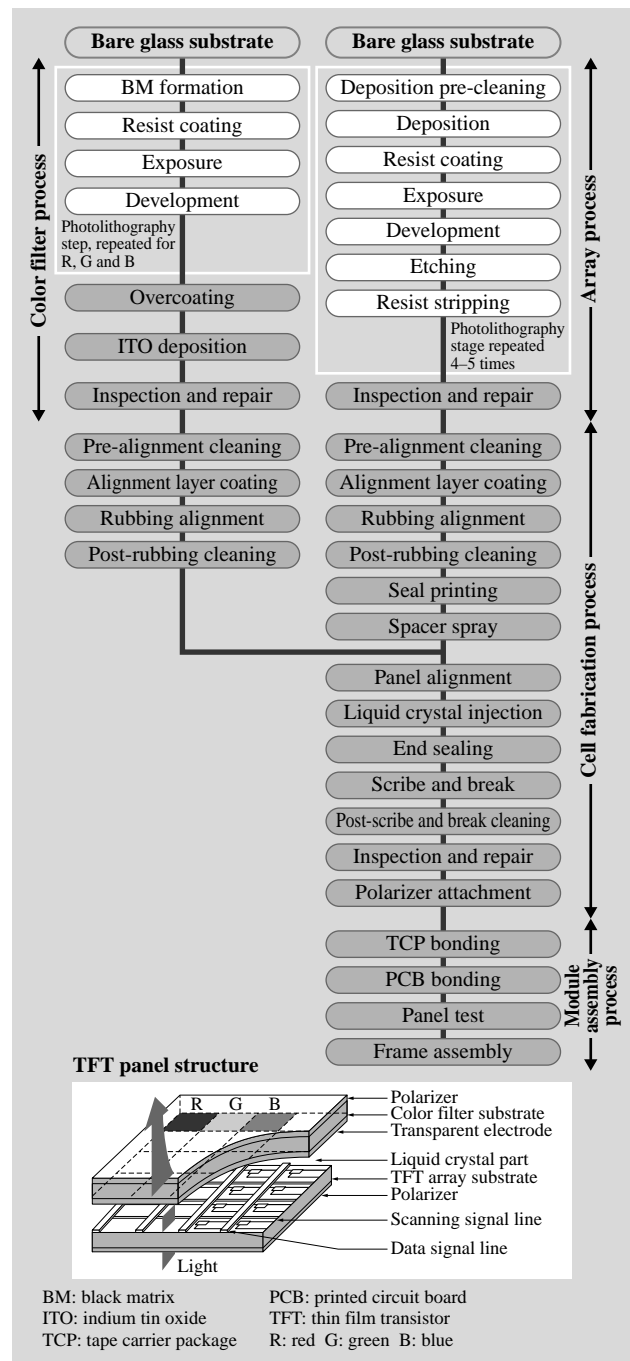 Bare glass substrate
BM formation
Resist coating
Exposure
Development
Photolithography
step, repeated for
R, G and B
Overcoating
ITO deposition
Inspection and repair
Color filter process
Pre-alignment cleaning
Alignment layer coating
Rubbing alignment
Post-rubbing cleaning
Bare glass substrate
Deposition pre-cleaning
Deposition
Resist coating
Exposure
Development
Etching
Resist stripping
Photolithography
stage repeated
4–5 times
Inspection and repair
Array process
Pre-alignment cleaning
Alignment layer coating
Rubbing alignment
Post-rubbing cleaning
Seal printing
Spacer spray
Panel alignment
Liquid crystal injection
End sealing
Scribe and break
Post-scribe and break cleaning
Inspection and repair
Polarizer attachment
Cell fabrication process
TCP bonding
PCB bonding
Panel test
Frame assembly
Module
assembly
process
TFT panel structure
R G B
Polarizer
Color filter substrate
Transparent electrode
Liquid crystal part
TFT array substrate
Polarizer
Scanning signal line
Data signal line
Light
BM: black matrix
ITO: indium tin oxide
TCP: tape carrier package
PCB: printed circuit board
TFT: thin film transistor
R: red G: green B: blue